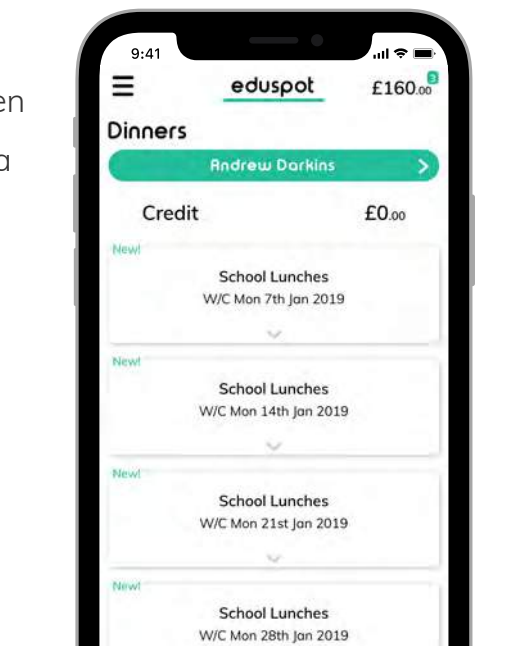 en
a
9:41
eduspot
£160.00
3
Dinners
Andrew Darkins
Credit £0.00
New!
School Lunches
W/C Mon 7th Jan 2019
New!
School Lunches
W/C Mon 14th Jan 2019
New!
School Lunches
W/C Mon 21st Jan 2019
New!
School Lunches
W/C Mon 28th Jan 2019